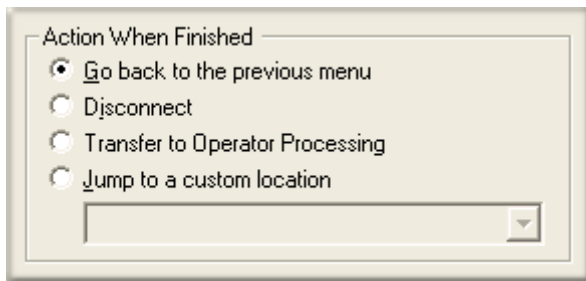 Action When Finished
Go back to the previous menu
Disconnect
Transfer to Operator Processing
Jump to a custom location